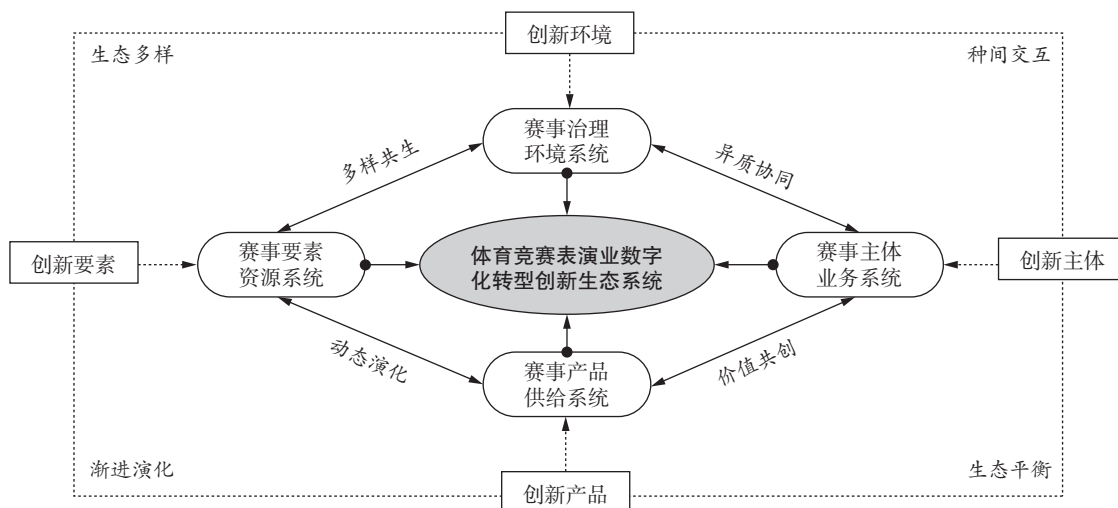 创新环境
生态多样
种间交互
赛事治理
环境系统
多样共生
异质协同
创新要素
赛事要素
资源系统
体育竞赛表演业数字
化转型创新生态系统
赛事主体
业务系统
创新主体
动态演化
价值共创
赛事产品
供给系统
渐进演化
生态平衡
创新产品